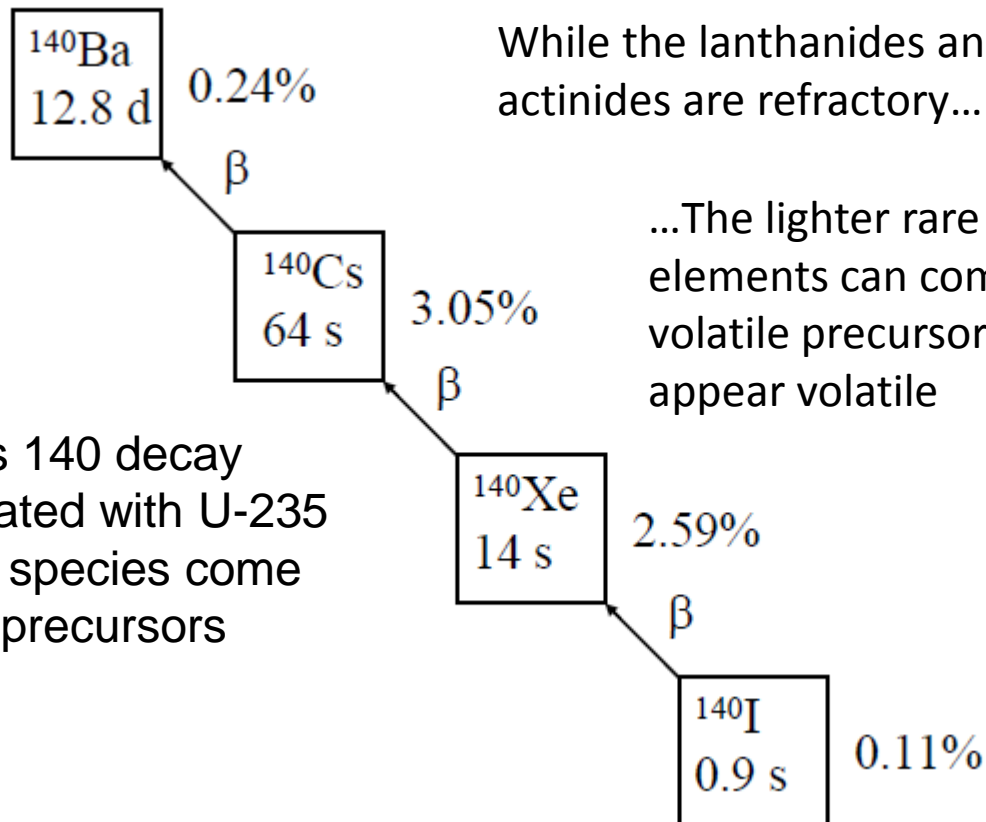 While the lanthanides an
actinides are refractory…
…The lighter rare
elements can com
volatile precursor
appear volatile
¹⁴⁰Ba
12.8 d
0.24%
β
¹⁴⁰Cs
64 s
3.05%
β
s 140 decay
ated with U-235
species come
precursors
¹⁴⁰Xe
14 s
2.59%
β
¹⁴⁰I
0.9 s
0.11%